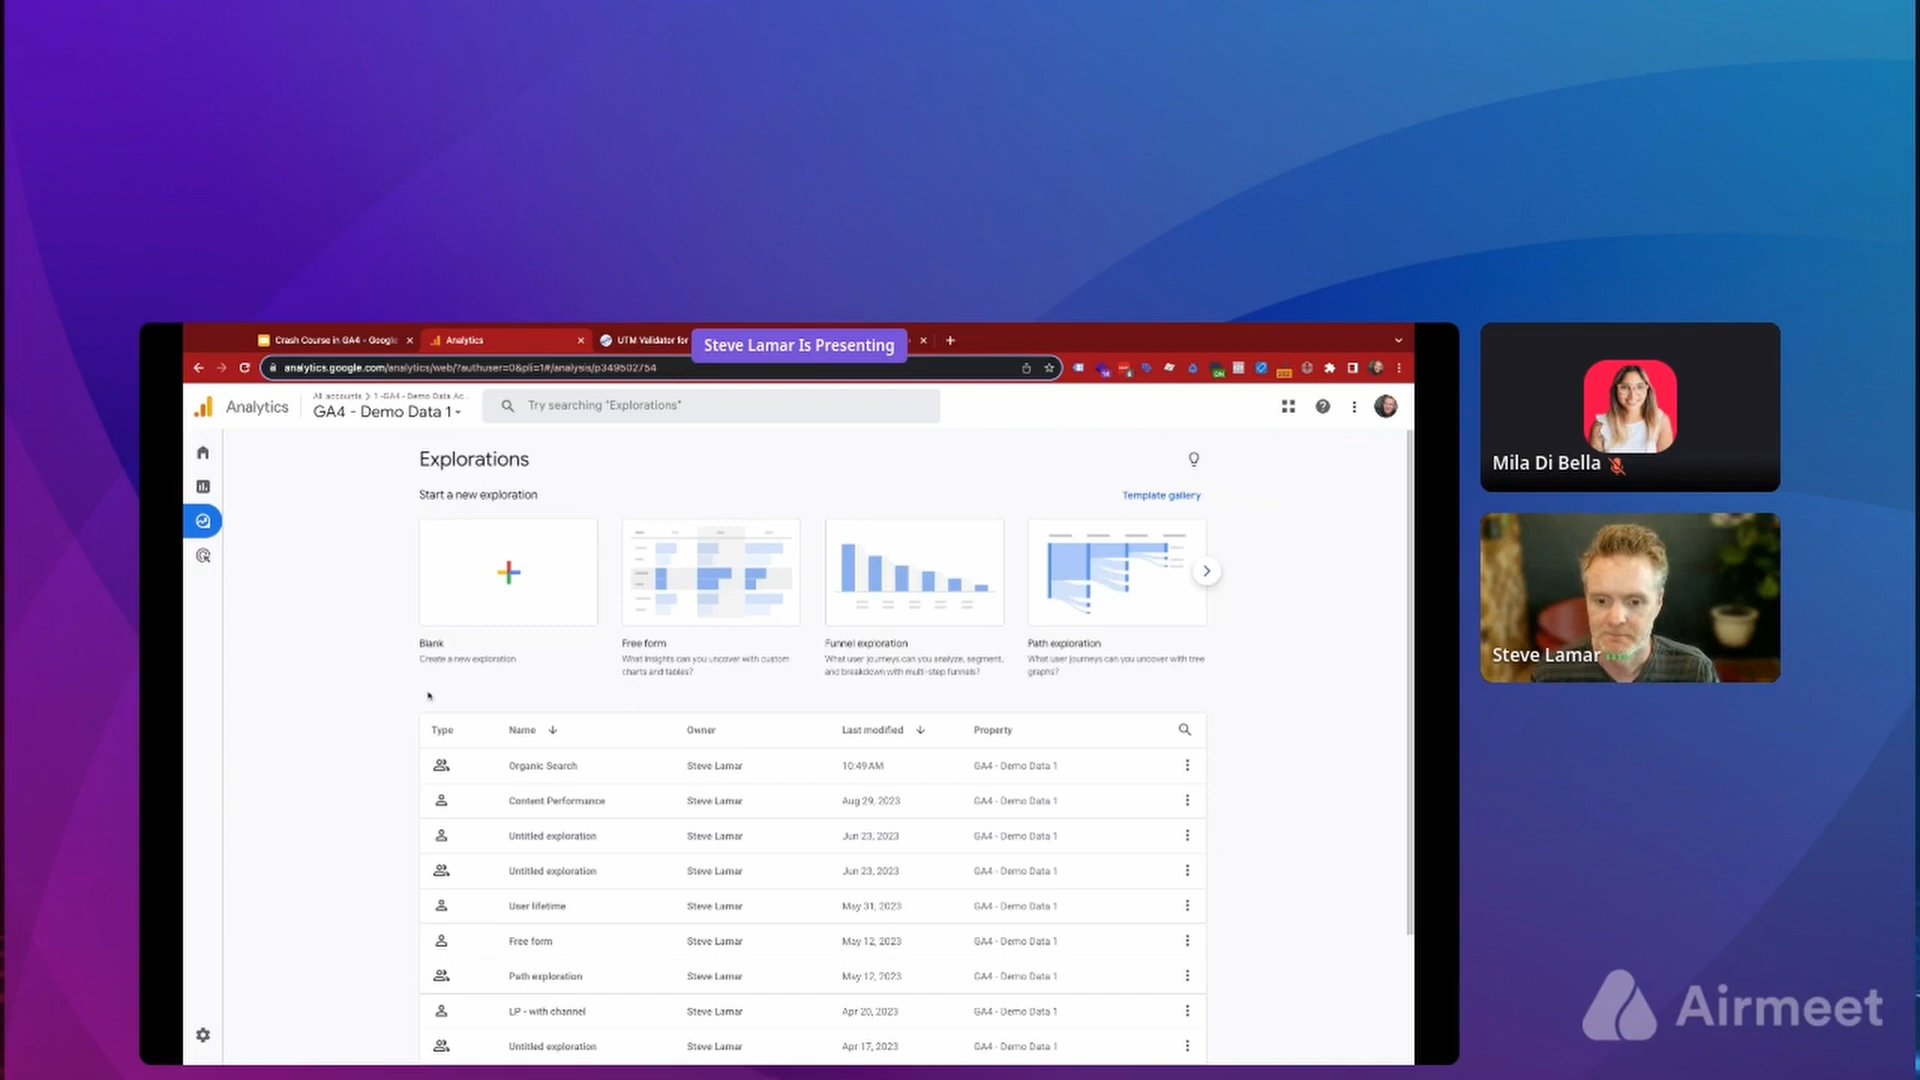 Crash Course in GA4 - Google
Analytics
UTM Validator for
Steve Lamar Is Presenting
analytics.google.com/analytics/web/?authuser=0&pli=1#/analysis/p349502754
Analytics
All accounts > 1 -GA4 - Demo Data Ac...
GA4 - Demo Data 1
Try searching "Explorations"
Explorations
Start a new exploration
Template gallery
Blank
Create a new exploration
Free form
What insights can you uncover with custom
charts and tables?
Funnel exploration
What user journeys can you analyze, segment,
and breakdown with multi-step funnels?
Path exploration
What user journeys can you uncover with tree
graphs?
Type Name Owner Last modified Property
Organic Search Steve Lamar 10:49 AM GA4 - Demo Data 1
Content Performance Steve Lamar Aug 29, 2023 GA4 - Demo Data 1
Untitled exploration Steve Lamar Jun 23, 2023 GA4 - Demo Data 1
Untitled exploration Steve Lamar Jun 23, 2023 GA4 - Demo Data 1
User lifetime Steve Lamar May 31, 2023 GA4 - Demo Data 1
Free form Steve Lamar May 12, 2023 GA4 - Demo Data 1
Path exploration Steve Lamar May 12, 2023 GA4 - Demo Data 1
LP - with channel Steve Lamar Apr 20, 2023 GA4 - Demo Data 1
Untitled exploration Steve Lamar Apr 17, 2023 GA4 - Demo Data 1
Mila Di Bella
Steve Lamar
Airmeet